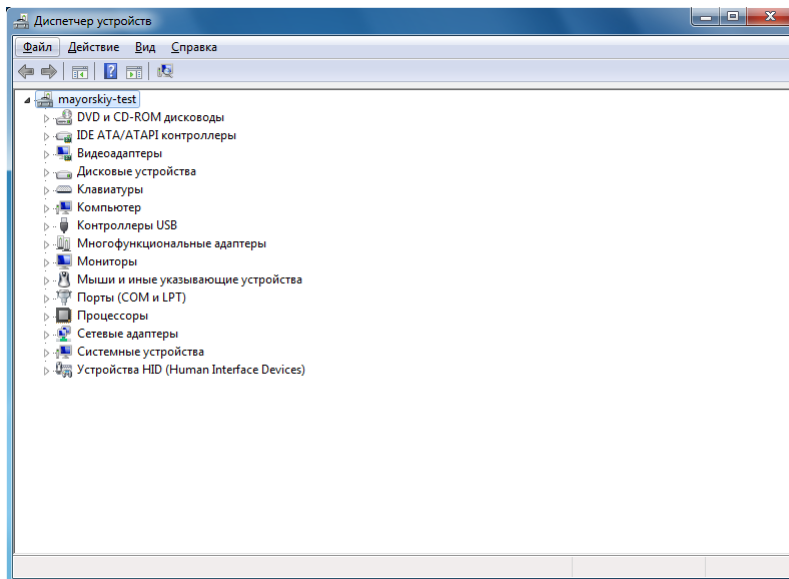 Диспетчер устройств
Файл Действие Вид Справка
mayorskiy-test
DVD и CD-ROM дисководы
IDE ATA/ATAPI контроллеры
Видеоадаптеры
Дисковые устройства
Клавиатуры
Компьютер
Контроллеры USB
Многофункциональные адаптеры
Мониторы
Мыши и иные указывающие устройства
Порты (COM и LPT)
Процессоры
Сетевые адаптеры
Системные устройства
Устройства HID (Human Interface Devices)